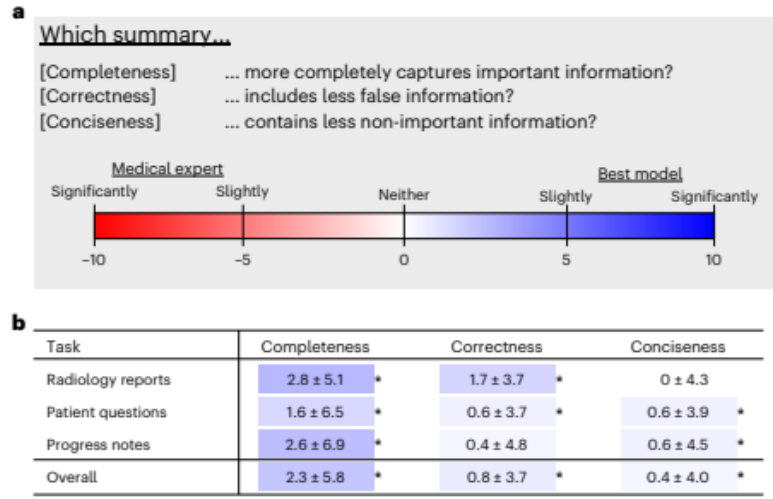 a
Which summary...
[Completeness] ... more completely captures important information?
[Correctness] ... includes less false information?
[Conciseness] ... contains less non-important information?
Medical expert Best model
Significantly Slightly Neither Slightly Significantly
−10 −5 0 5 10
b
Task Completeness Correctness Conciseness
Radiology reports 2.8 ± 5.1 * 1.7 ± 3.7 * 0 ± 4.3
Patient questions 1.6 ± 6.5 * 0.6 ± 3.7 * 0.6 ± 3.9 *
Progress notes 2.6 ± 6.9 * 0.4 ± 4.8 0.6 ± 4.5 *
Overall 2.3 ± 5.8 * 0.8 ± 3.7 * 0.4 ± 4.0 *